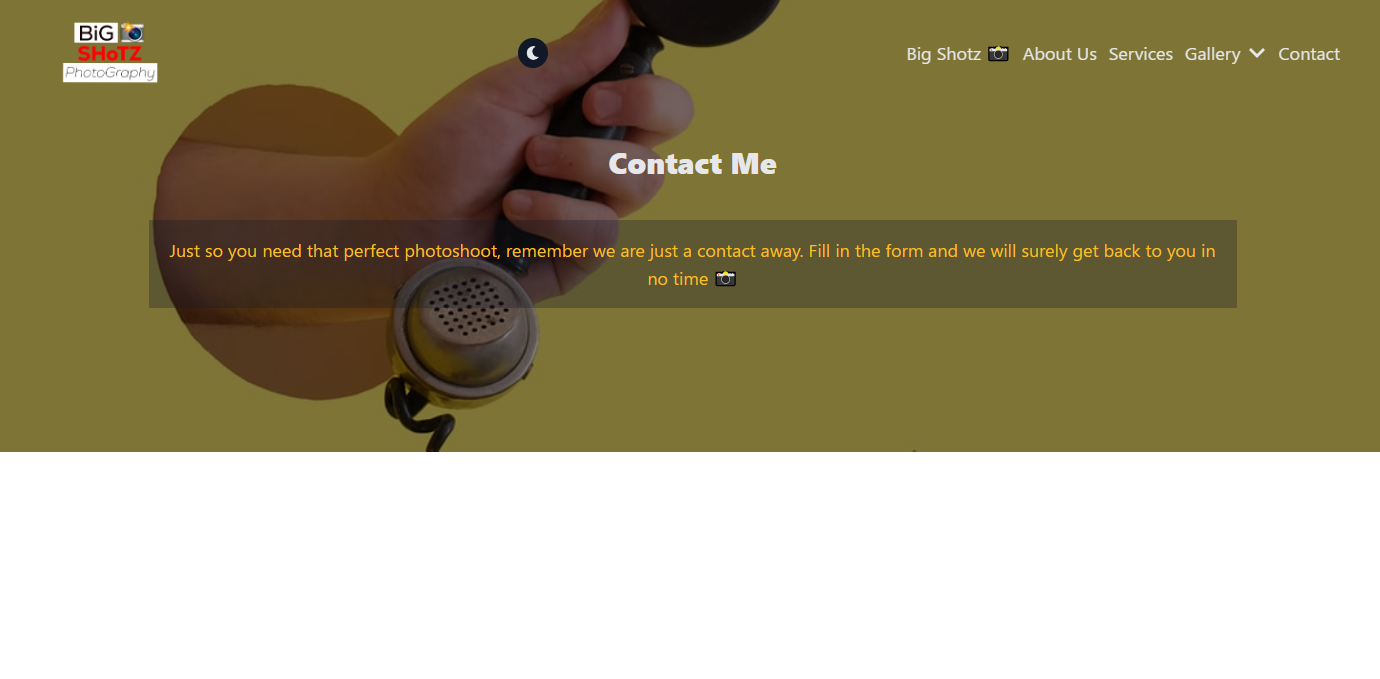 BiG
SHoTZ
PhotoGraphy
Big Shotz 📸 About Us Services Gallery Contact
Contact Me
Just so you need that perfect photoshoot, remember we are just a contact away. Fill in the form and we will surely get back to you in
no time 📸